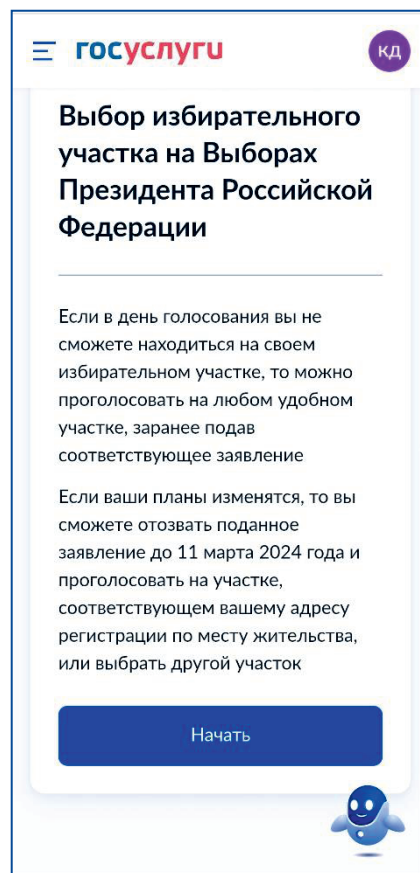 госуслуги
КД
Выбор избирательного
участка на Выборах
Президента Российской
Федерации
Если в день голосования вы не
сможете находиться на своем
избирательном участке, то можно
проголосовать на любом удобном
участке, заранее подав
соответствующее заявление
Если ваши планы изменятся, то вы
сможете отозвать поданное
заявление до 11 марта 2024 года и
проголосовать на участке,
соответствующем вашему адресу
регистрации по месту жительства,
или выбрать другой участок
Начать